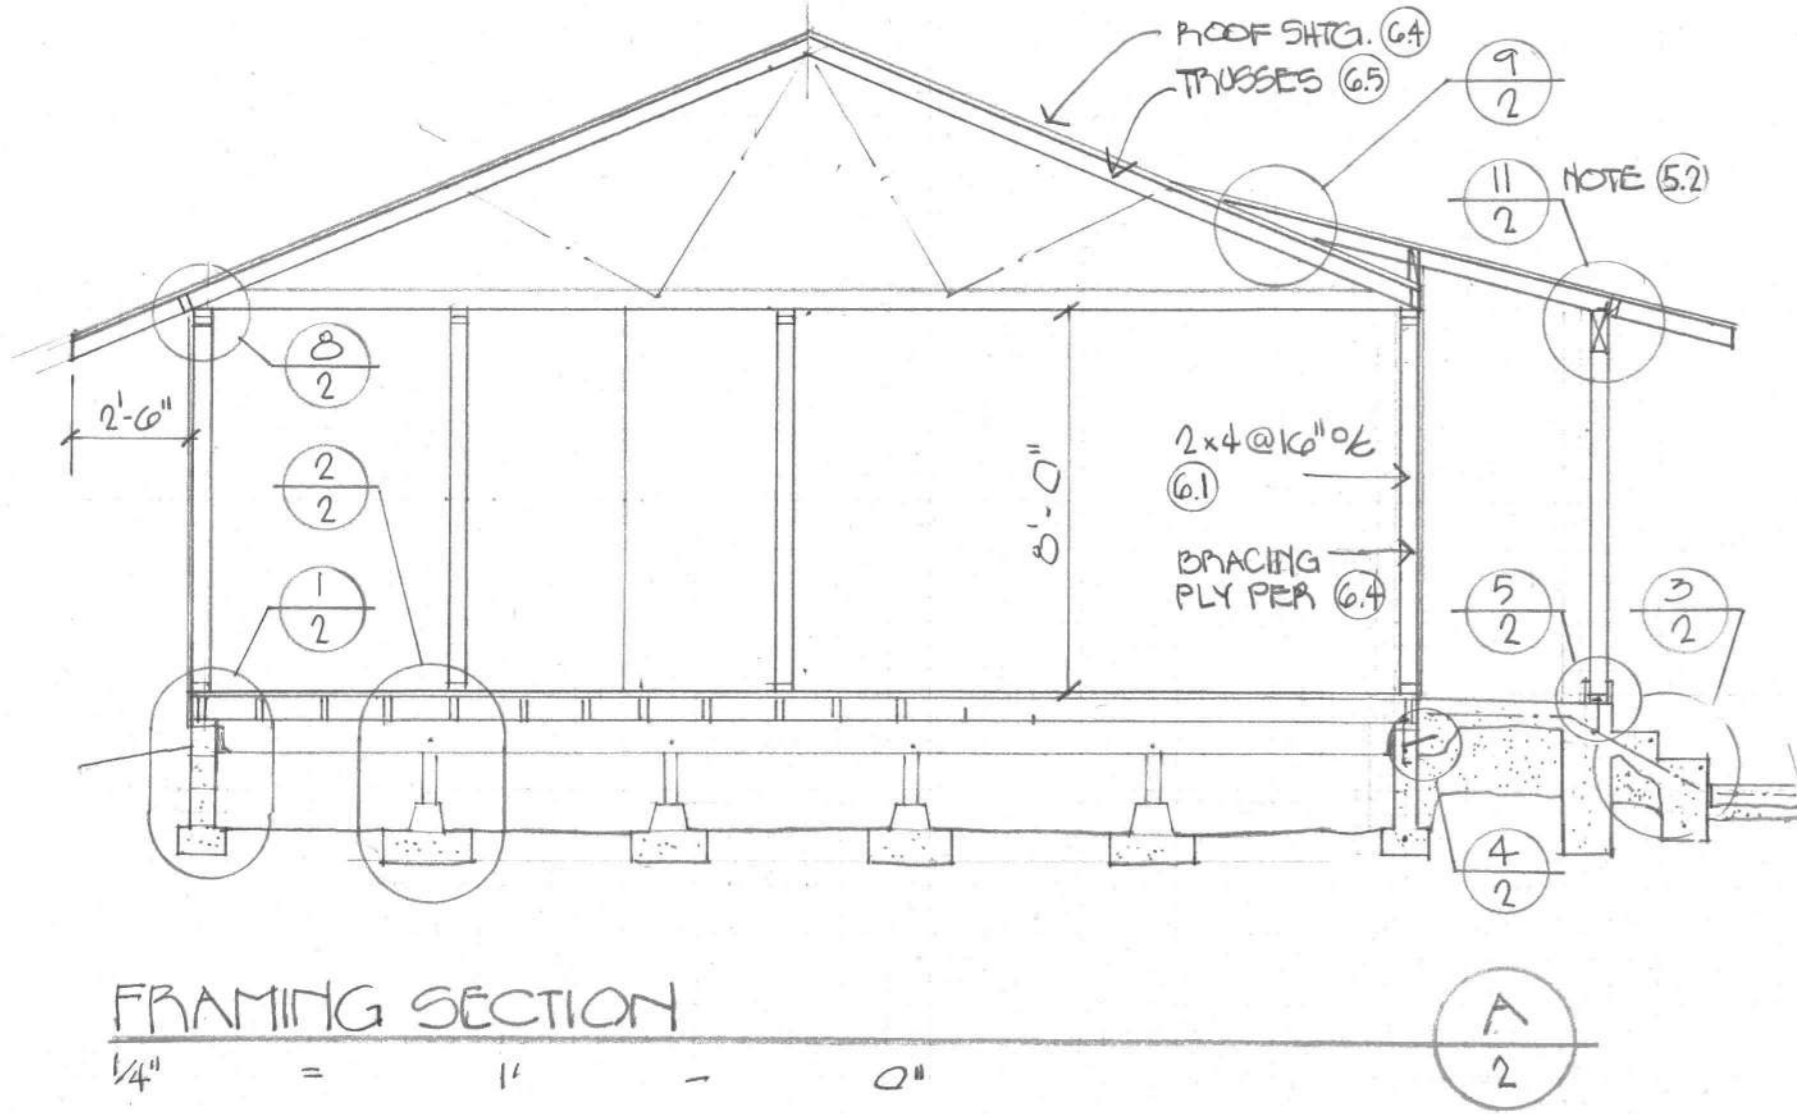 ROOF SHTG. 6.4
TRUSSES 6.5
9
2
11
2
NOTE 5.2
8
2
2'-6"
2
2
1
2
8'-0"
2x4 @ 16" O/C
6.1
BRACING
PLY PER 6.4
5
2
3
2
4
2
FRAMING SECTION
1/4" = 1' - 0"
A
2